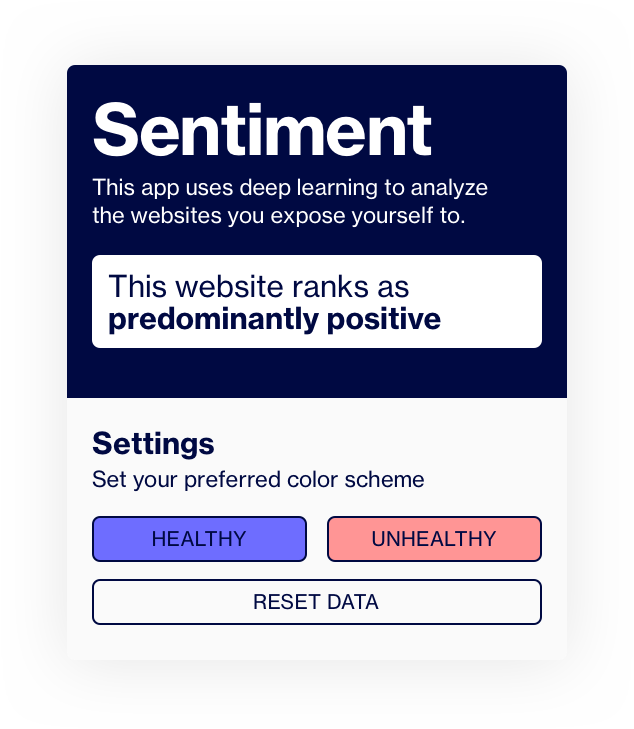 Sentiment
This app uses deep learning to analyze
the websites you expose yourself to.
This website ranks as
predominantly positive
Settings
Set your preferred color scheme
HEALTHY
UNHEALTHY
RESET DATA